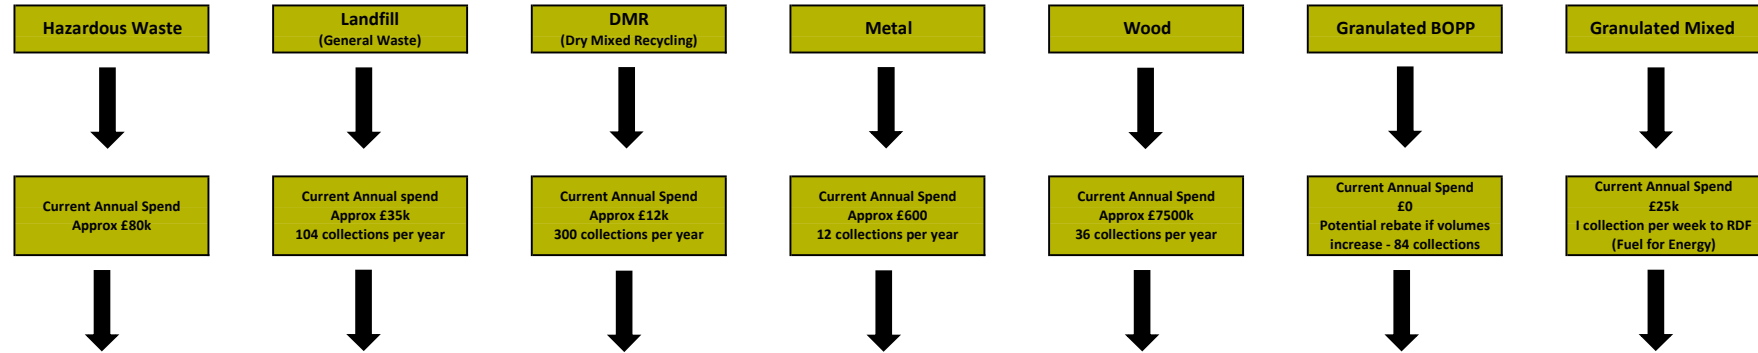 Hazardous Waste
Landfill
(General Waste)
DMR
(Dry Mixed Recycling)
Metal
Wood
Granulated BOPP
Granulated Mixed
Current Annual Spend
Approx £80k
Current Annual spend
Approx £35k
104 collections per year
Current Annual Spend
Approx £12k
300 collections per year
Current Annual Spend
Approx £600
12 collections per year
Current Annual Spend
Approx £7500k
36 collections per year
Current Annual Spend
£0
Potential rebate if volumes
increase - 84 collections
Current Annual Spend
£25k
I collection per week to RDF
(Fuel for Energy)